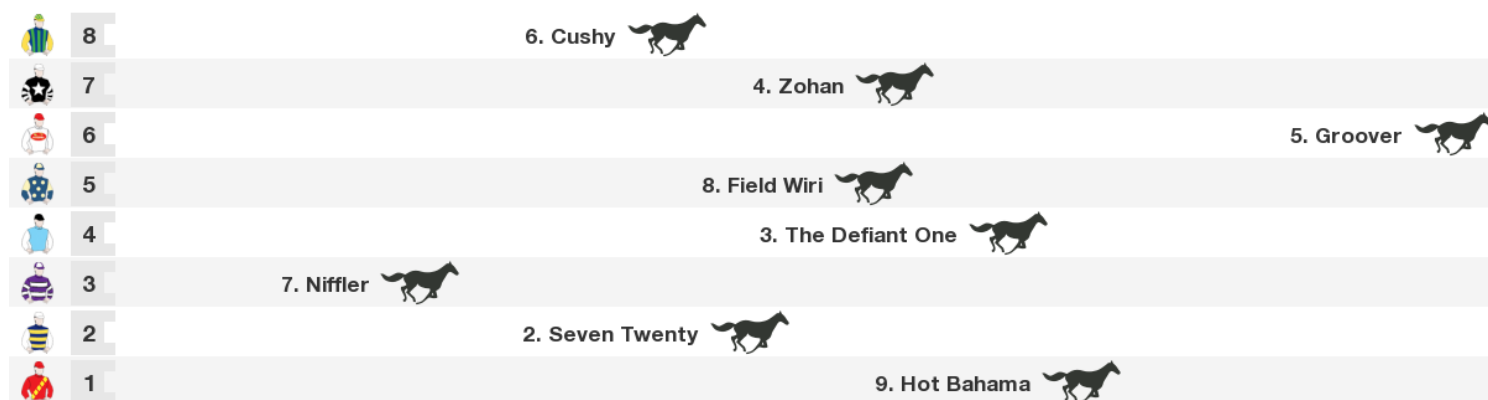 8 6. Cushy
7 4. Zohan
6 5. Groover
5 8. Field Wiri
4 3. The Defiant One
3 7. Niffler
2 2. Seven Twenty
1 9. Hot Bahama